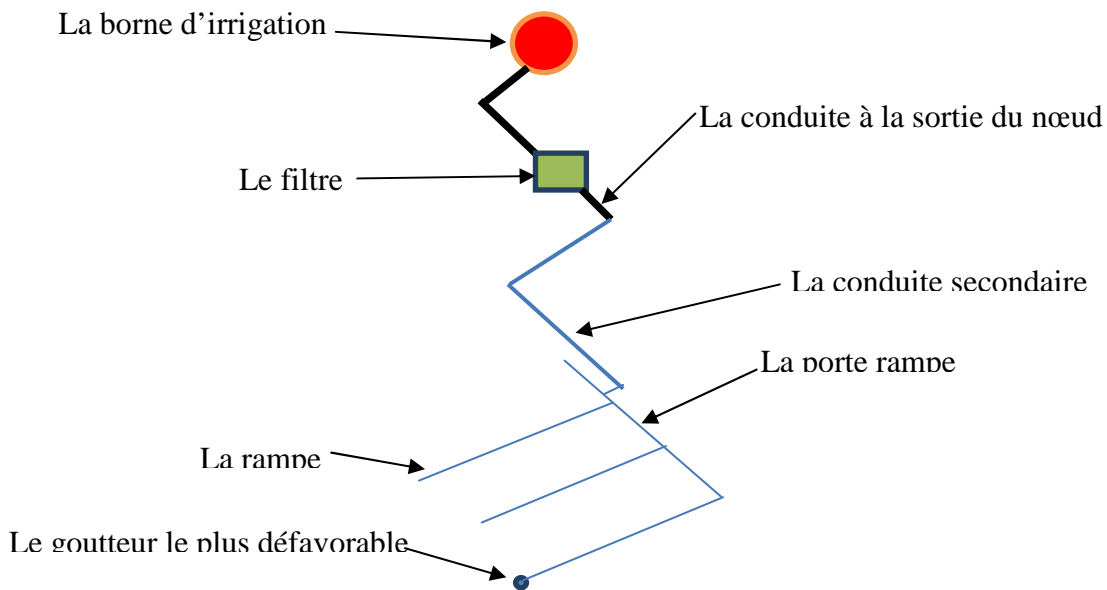 La borne d’irrigation
La conduite à la sortie du nœud
Le filtre
La conduite secondaire
La porte rampe
La rampe
Le goutteur le plus défavorable